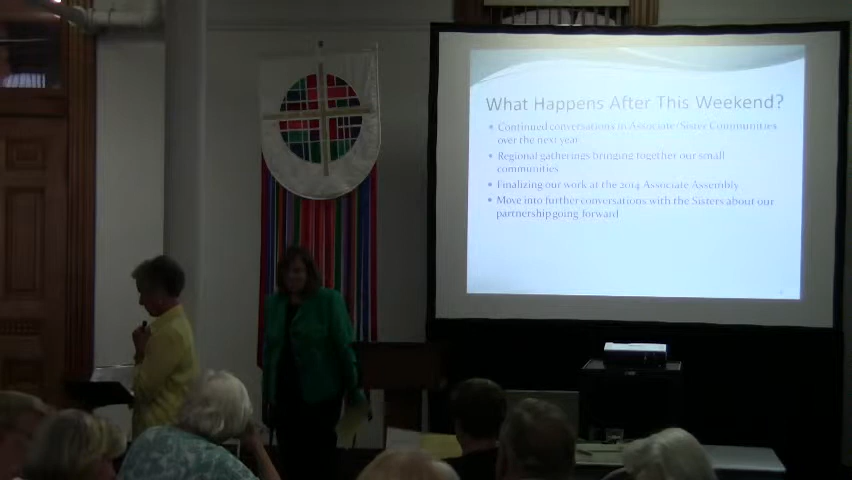 What Happens After This Weekend?
• Continued conversations in Associate/Sister Communities
over the next year
• Regional gatherings bringing together our small
communities
• Finalizing our work at the 2014 Associate Assembly
• Move into further conversations with the Sisters about our
partnership going forward